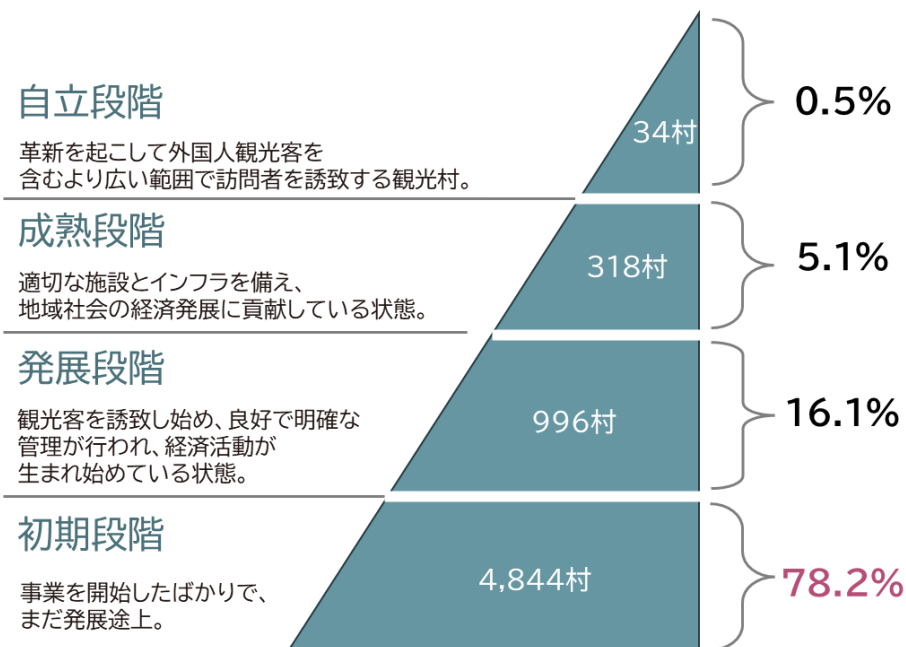 自立段階
革新を起こして外国人観光客を
含むより広い範囲で訪問者を誘致する観光村。
34村
0.5%
成熟段階
適切な施設とインフラを備え、
地域社会の経済発展に貢献している状態。
318村
5.1%
発展段階
観光客を誘致し始め、良好で明確な
管理が行われ、経済活動が
生まれ始めている状態。
996村
16.1%
初期段階
事業を開始したばかりで、
まだ発展途上。
4,844村
78.2%